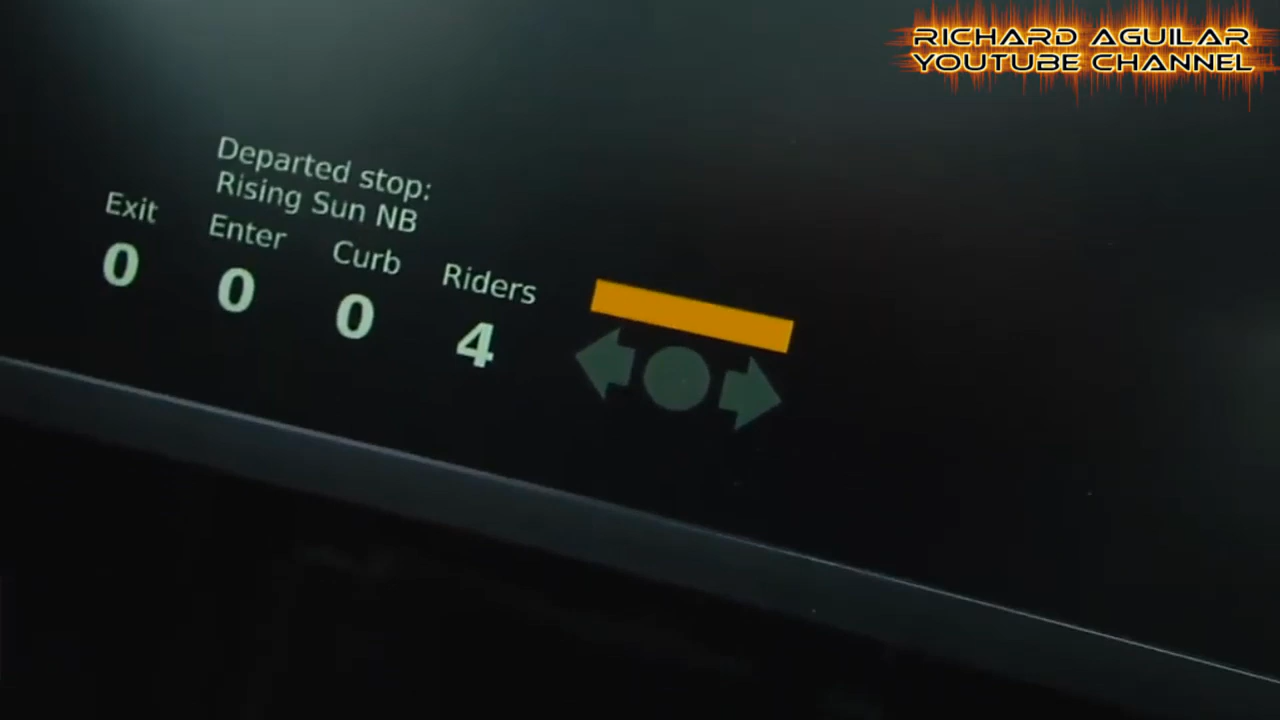 RICHARD AGUILAR
YOUTUBE CHANNEL
Departed stop:
Rising Sun NB
Exit Enter Curb Riders
0 0 0 4